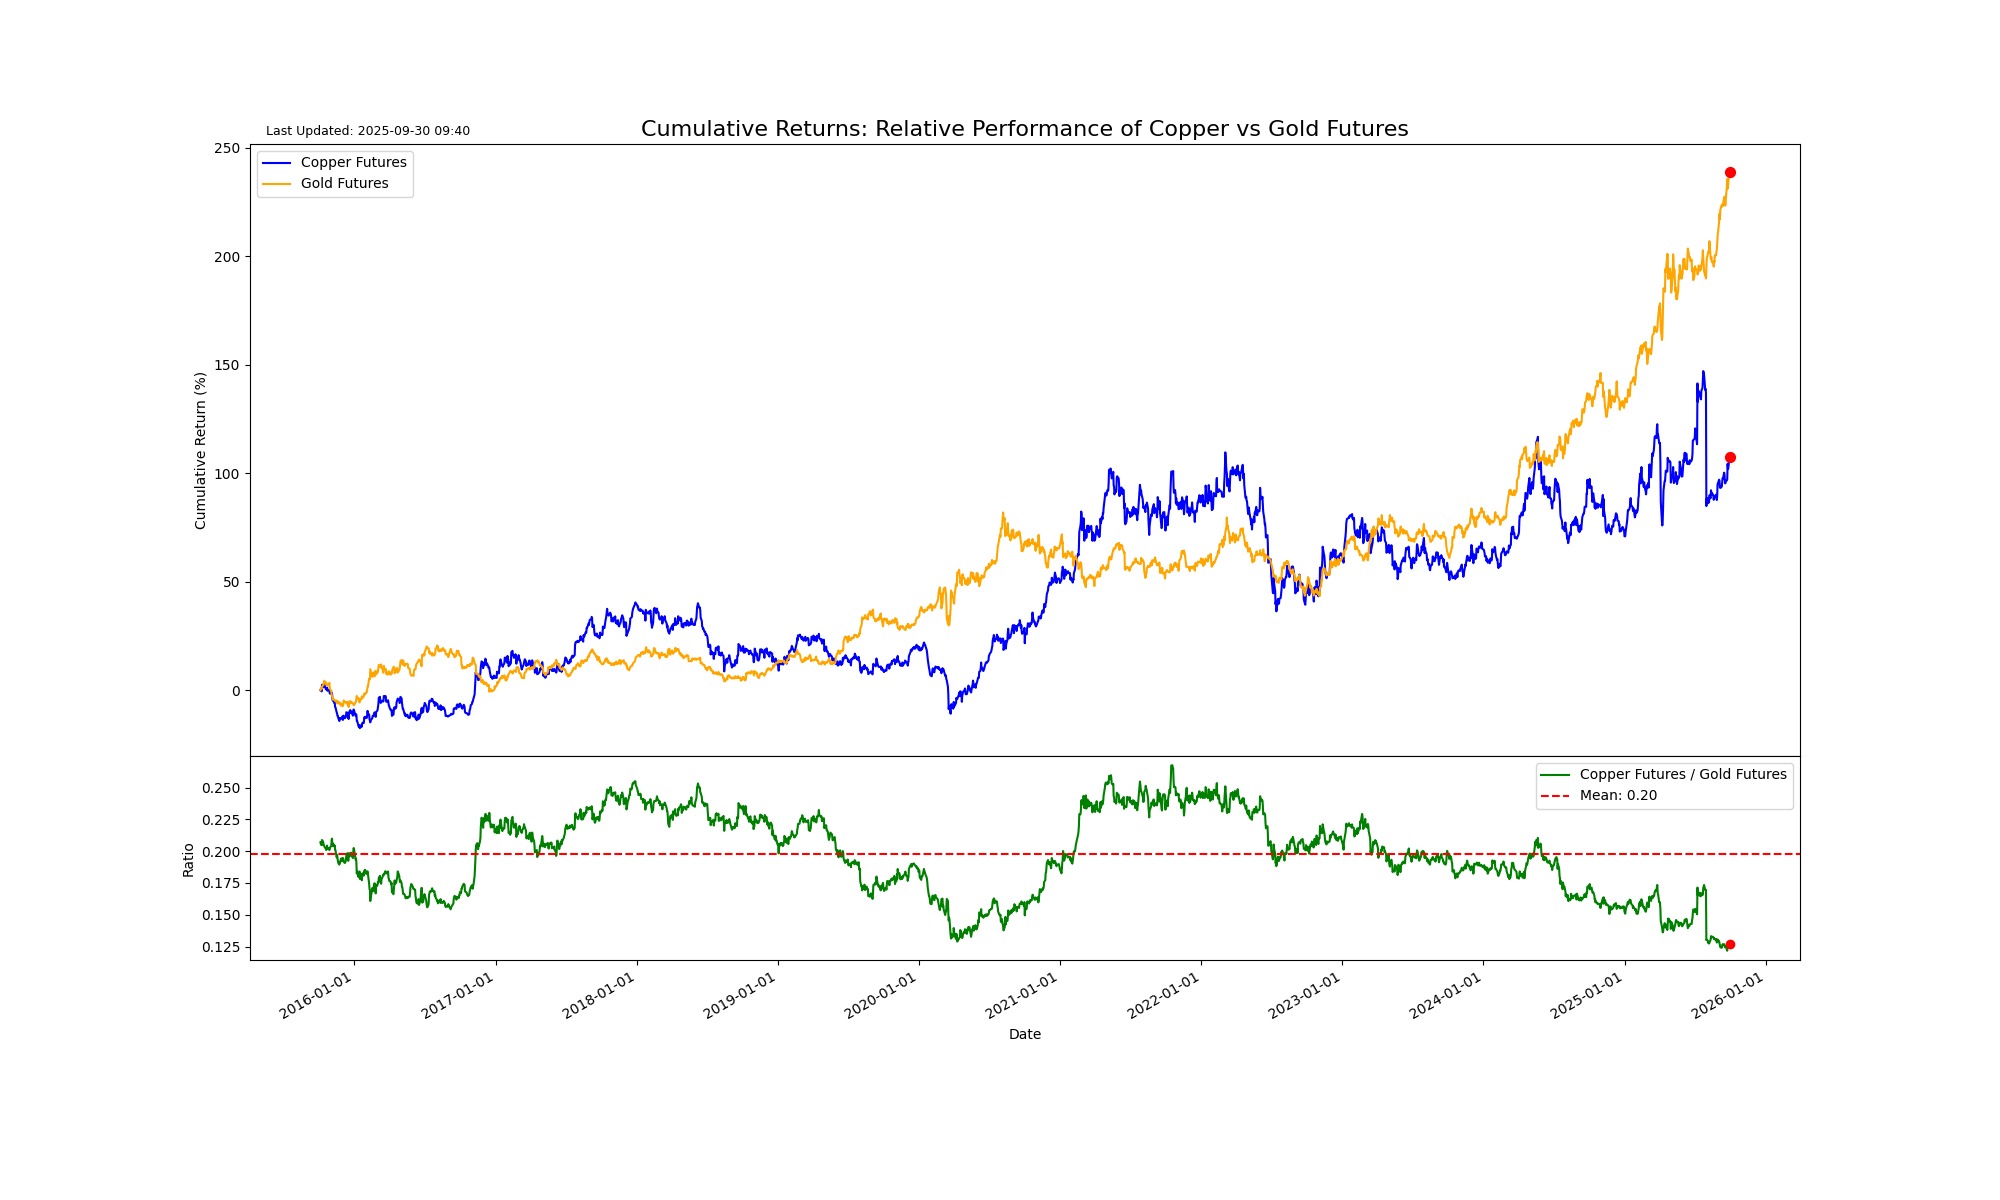 Last Updated: 2025-09-30 09:40
Cumulative Returns: Relative Performance of Copper vs Gold Futures
Copper Futures
Gold Futures
Cumulative Return (%)
250
200
150
100
50
0
Copper Futures / Gold Futures
Mean: 0.20
Ratio
0.250
0.225
0.200
0.175
0.150
0.125
2016-01-01
2017-01-01
2018-01-01
2019-01-01
2020-01-01
2021-01-01
2022-01-01
2023-01-01
2024-01-01
2025-01-01
2026-01-01
Date